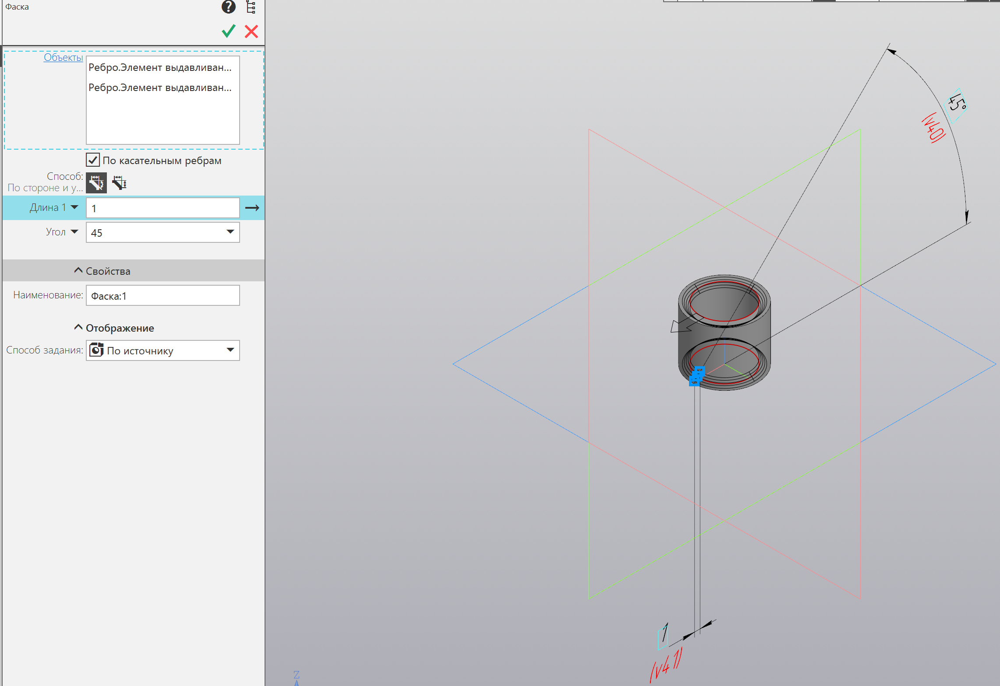 Фаска
Объекты
Ребро.Элемент выдавливан...
Ребро.Элемент выдавливан...
По касательным ребрам
Способ:
По стороне и у...
Длина 1
1
Угол
45
Свойства
Наименование:
Фаска:1
Отображение
Способ задания:
По источнику
45°
(v40)
1
(v41)
Z